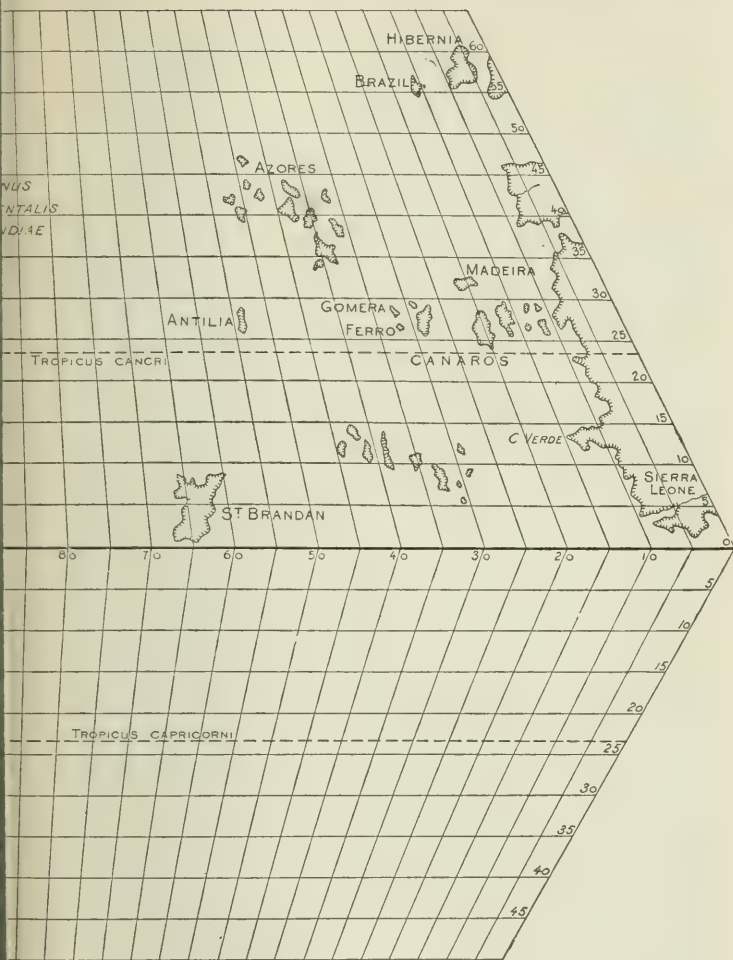 HIBERNIA
60
BRAZIL
55
50
AZORES
45
NUS
NTALIS
NDIAE
40
35
MADEIRA
30
GOMERA
ANTILIA
FERRO
25
TROPICUS CANCRI
CANAROS
20
15
C VERDE
10
SIERRA
LEONE
5
ST BRANDAN
0
80 70 60 50 40 30 20 10
5
10
15
20
TROPICUS CAPRICORNI
25
30
35
40
45